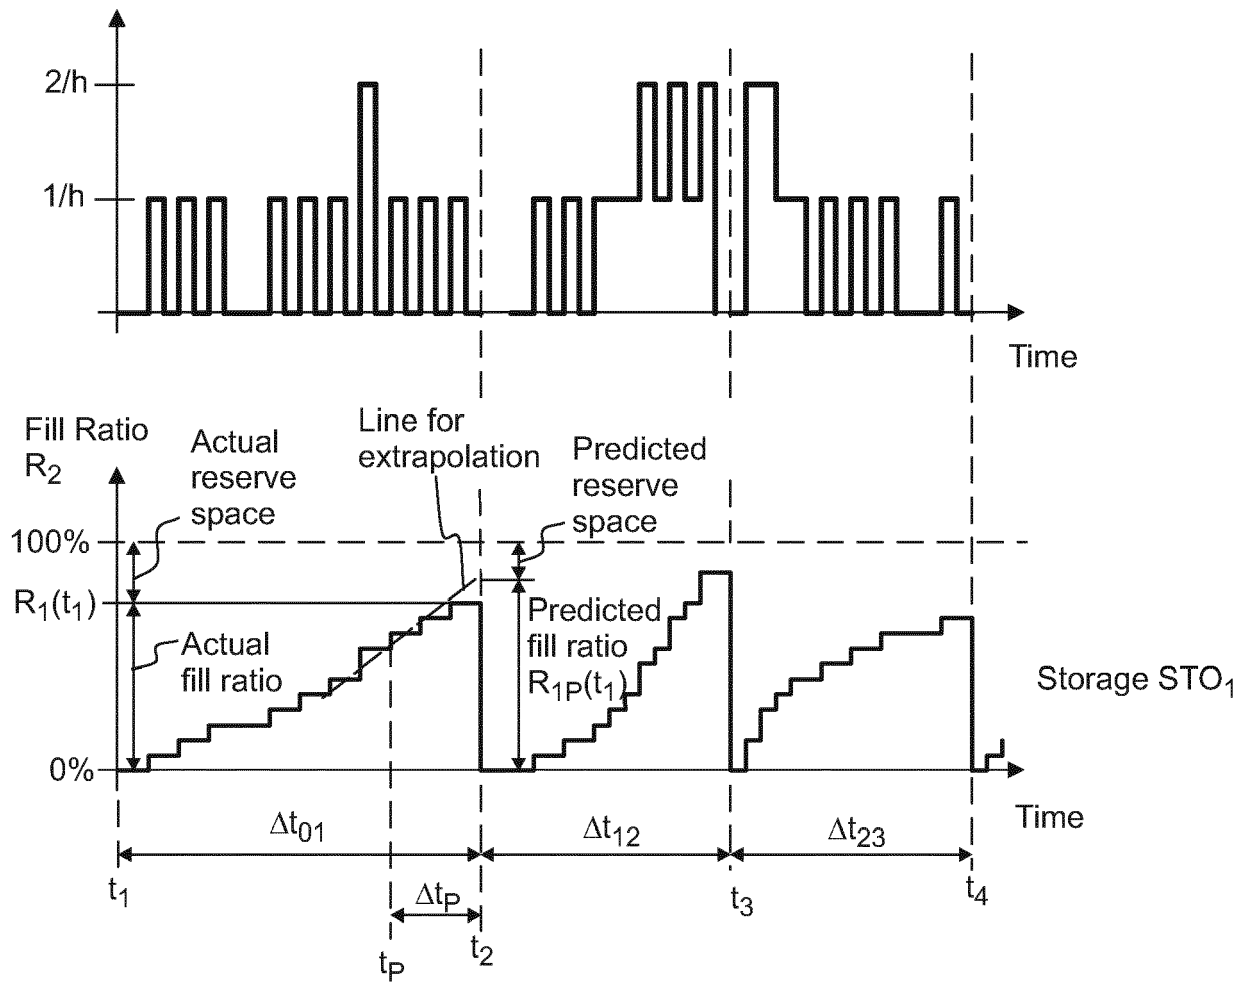 2/h
1/h
Time
Fill Ratio
R2
Actual
reserve
space
Line for
extrapolation
Predicted
reserve
space
100%
R1(t1)
Actual
fill ratio
Predicted
fill ratio
R1P(t1)
Storage STO1
0%
Time
Δt01
Δt12
Δt23
t1
ΔtP
t2
t3
t4
tP